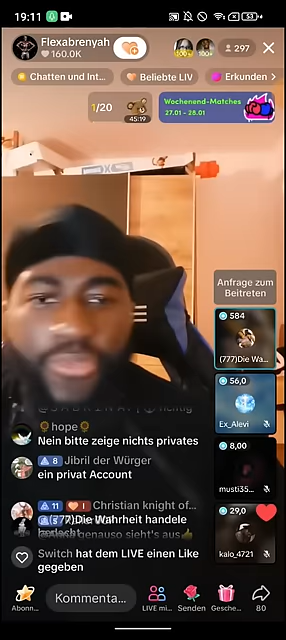 19:11
53
Flexabrenyah
160.0K
100+
100+
297
Chatten und Int...
Beliebte LIV
Erkunden
1/20
45:19
Wochenend-Matches
27.01 - 28.01
Anfrage zum
Beitreten
584
(777)Die Wa...
56,0
Ex_Alevi
8,00
musti35...
29,0
kalo_4721
hope
Nein bitte zeige nichts privates
8 Jibril der Würger
ein privat Account
11 Christian knight of...
(777)Die Wahrheit handele
genauso sieht's aus
Switch hat dem LIVE einen Like
gegeben
Abonn...
Kommenta...
LIVE mi...
Senden
Gesche...
80